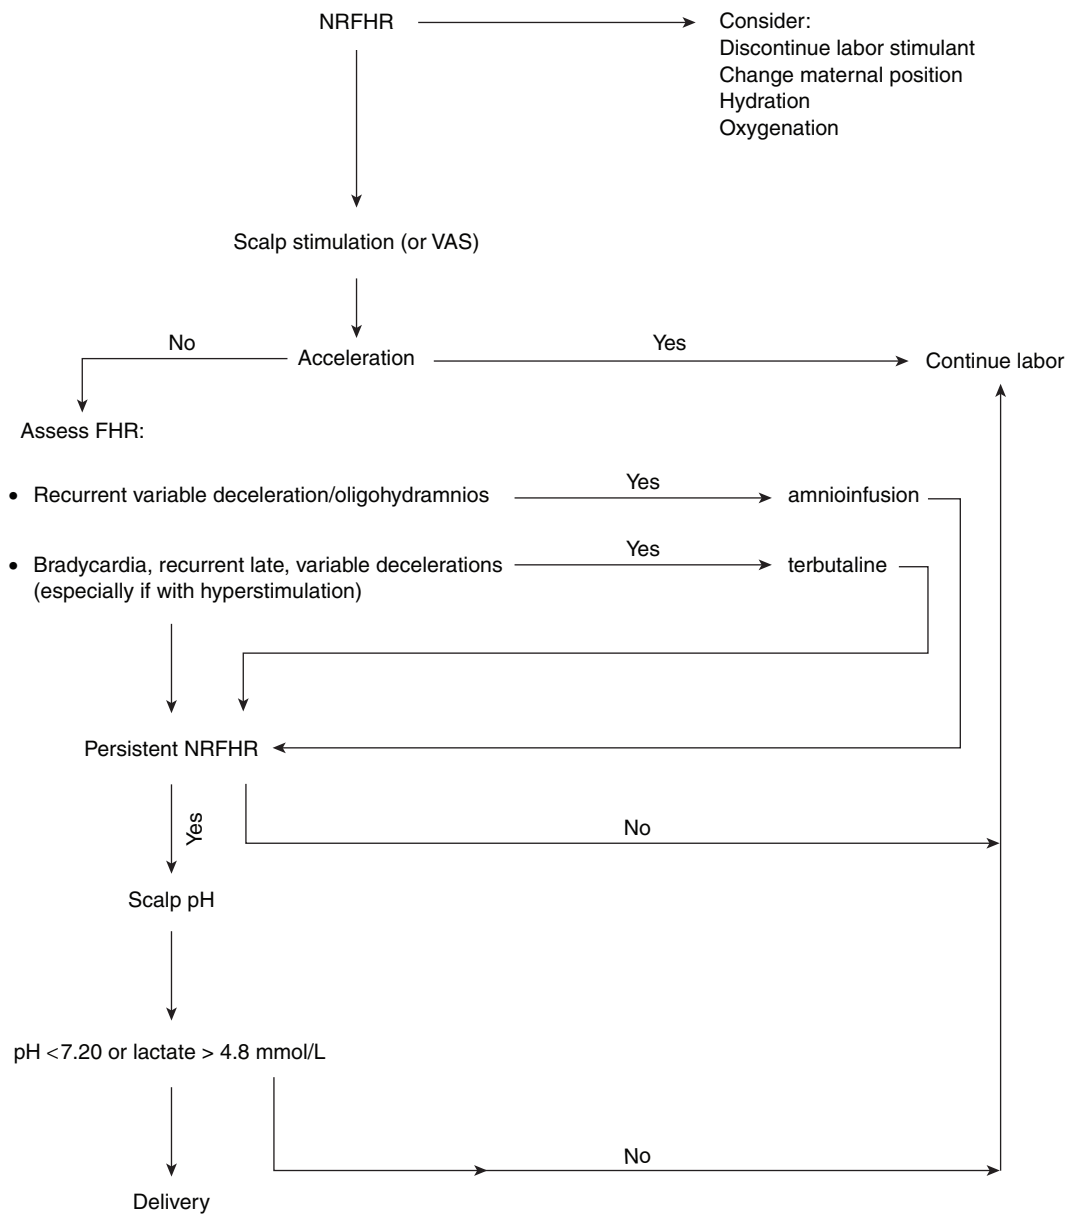 NRFHR
Consider:
Discontinue labor stimulant
Change maternal position
Hydration
Oxygenation
Scalp stimulation (or VAS)
No
Acceleration
Yes
Continue labor
Assess FHR:
• Recurrent variable deceleration/oligohydramnios
Yes
amnioinfusion
• Bradycardia, recurrent late, variable decelerations
(especially if with hyperstimulation)
Yes
terbutaline
Persistent NRFHR
Yes
No
Scalp pH
pH <7.20 or lactate > 4.8 mmol/L
No
Delivery